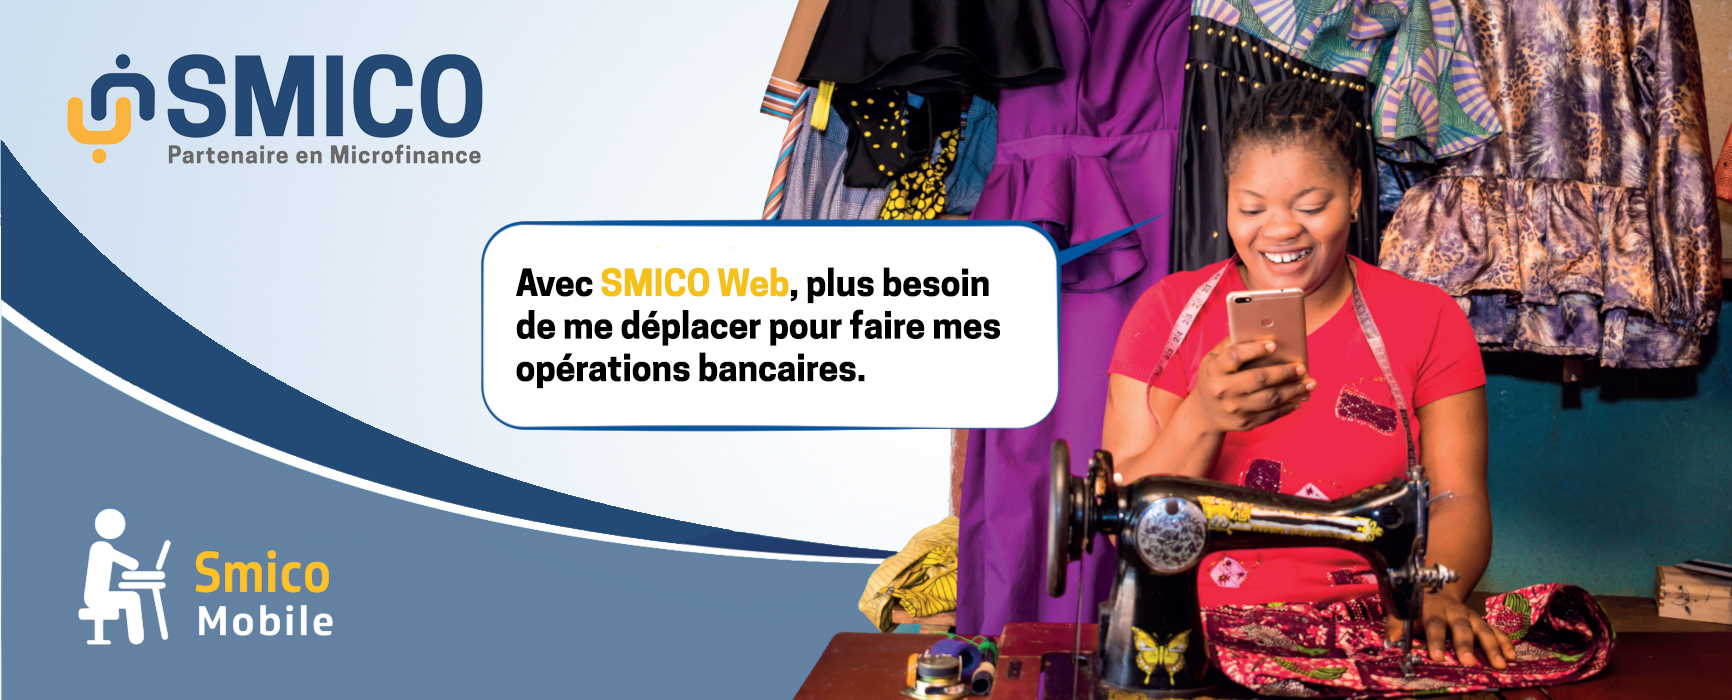 SMICO
Partenaire en Microfinance
Avec SMICO Web, plus besoin
de me déplacer pour faire mes
opérations bancaires.
Smico
Mobile